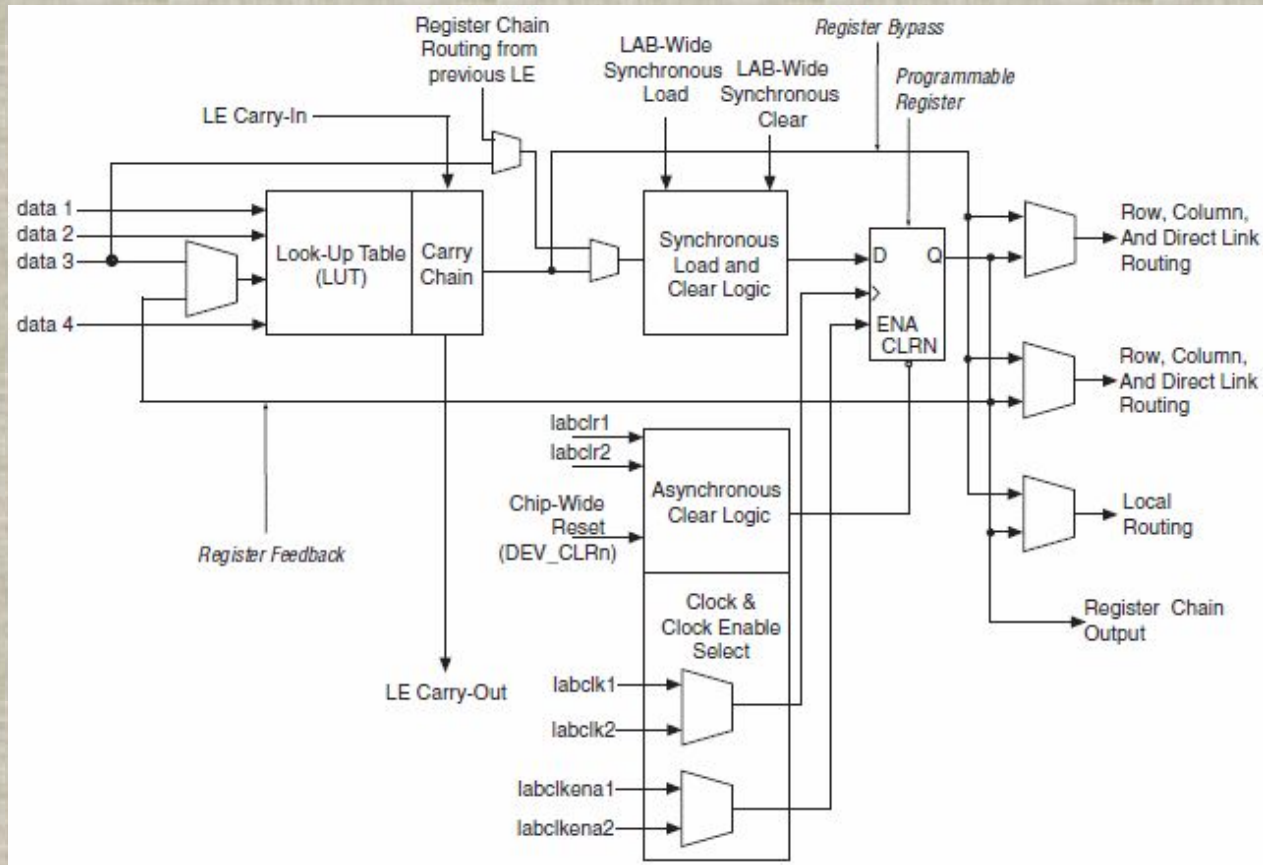 Register Chain
Routing from
previous LE
LAB-Wide
Synchronous
Load
LAB-Wide
Synchronous
Clear
Register Bypass
Programmable
Register
LE Carry-In
data 1
data 2
data 3
data 4
Look-Up Table
(LUT)
Carry
Chain
Synchronous
Load and
Clear Logic
D
Q
ENA
CLRN
Row, Column,
And Direct Link
Routing
Row, Column,
And Direct Link
Routing
Local
Routing
Register Chain
Output
labclr1
labclr2
Chip-Wide
Reset
(DEV_CLRn)
Asynchronous
Clear Logic
Register Feedback
Clock &
Clock Enable
Select
LE Carry-Out
labclk1
labclk2
labclkena1
labclkena2